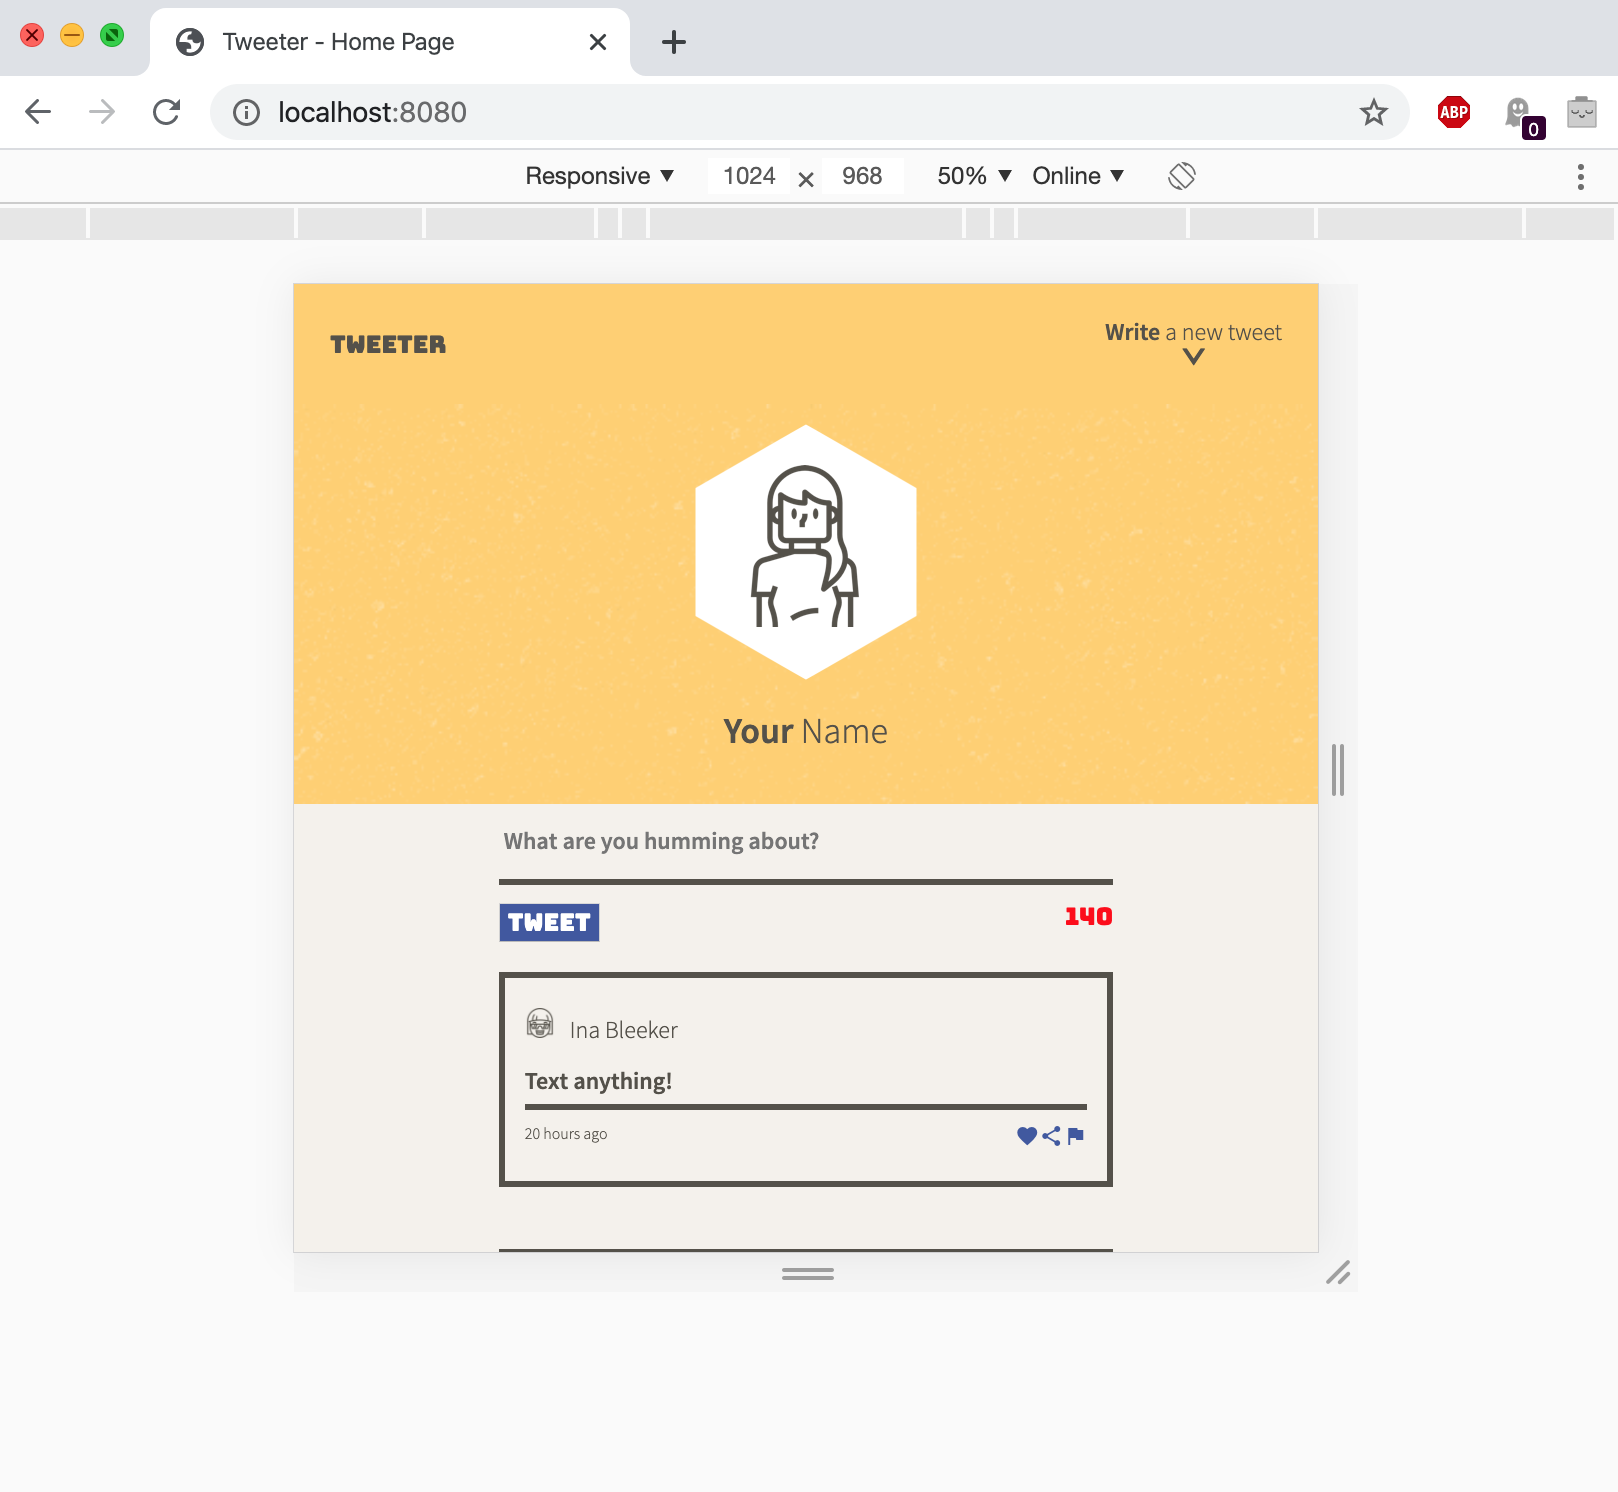 Tweeter - Home Page
localhost:8080
ABP
0
Responsive ▼ 1024 × 968 50% ▼ Online ▼
TWEETER
Write a new tweet
Your Name
What are you humming about?
TWEET
140
Ina Bleeker
Text anything!
20 hours ago